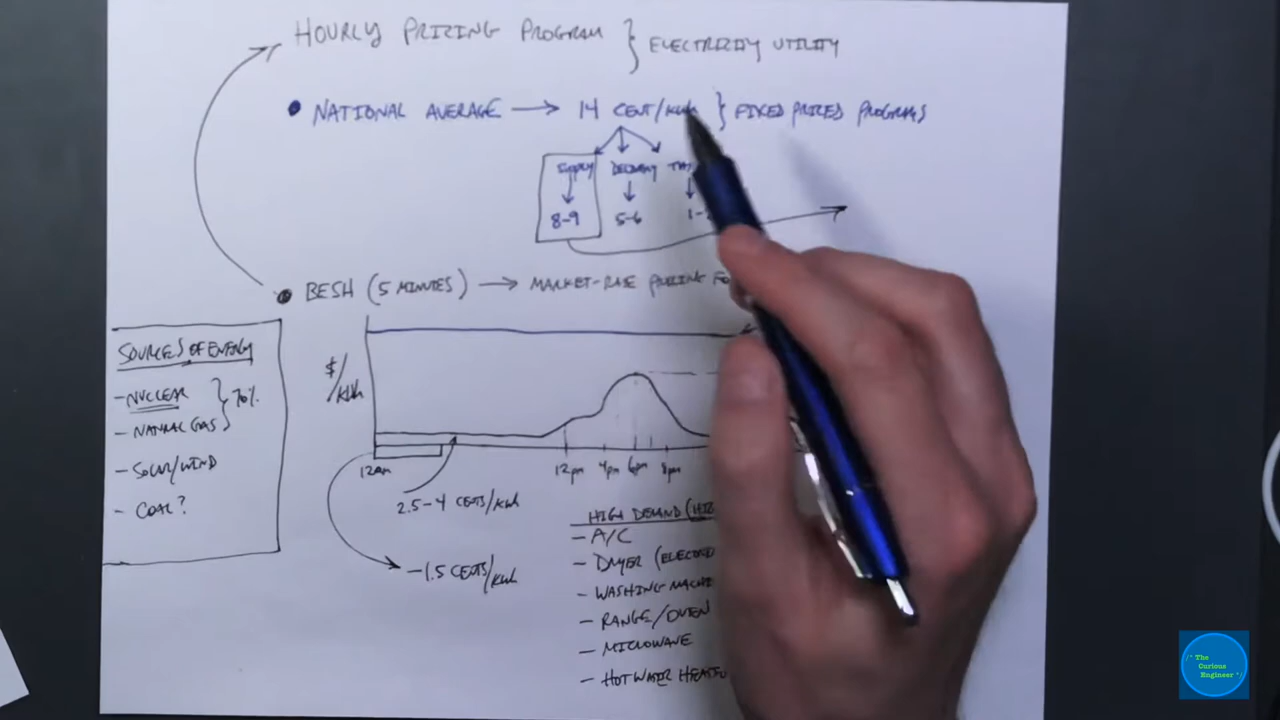 HOURLY PRICING PROGRAM } ELECTRICITY UTILITY
• NATIONAL AVERAGE → 14 CENT/KWh } FIXED PRICED PROGRAMS
SUPPLY DELIVERY
8-9 5-6
• BESH (5 MINUTES) → MARKET-RATE PRICING
SOURCES OF ENERGY
- NUCLEAR
- NATURAL GAS
} 70%
- SOLAR/WIND
- COAL?
$/KWh
12am 12pm 4pm 6pm 8pm
2.5-4 CENTS/KWh
-1.5 CENTS/KWh
HIGH DEMAND
- A/C
- DRYER
- WASHING
- RANGE/OVEN
- MICROWAVE
- HOT WATER
/* The
Curious
Engineer */